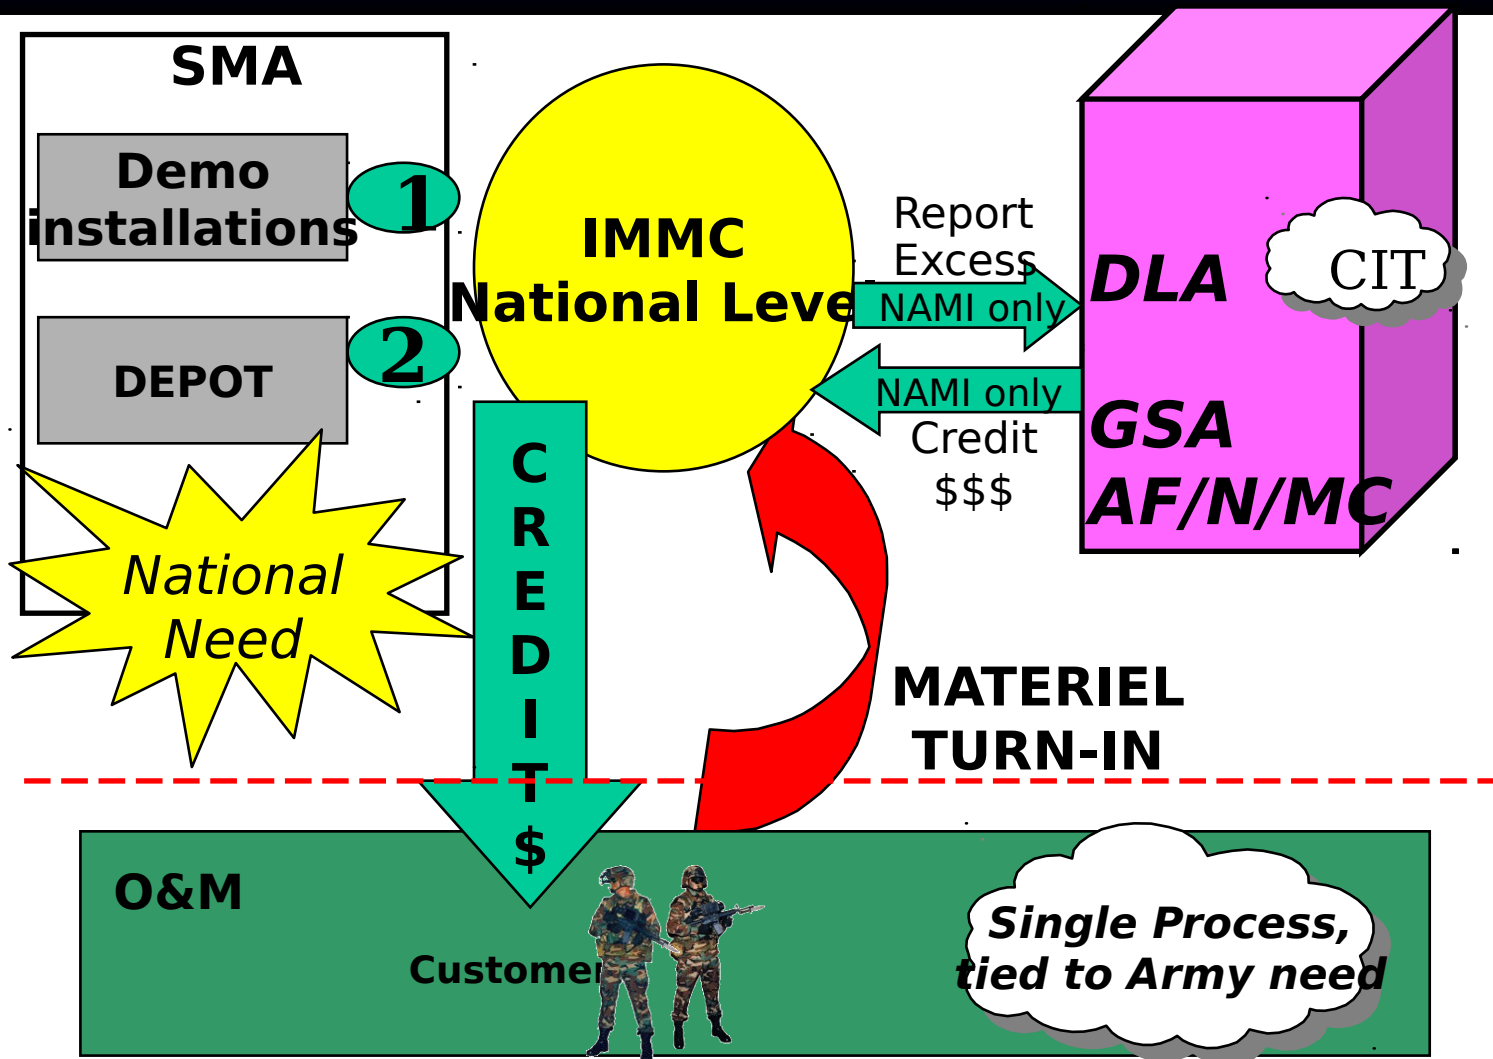 SMA
Demo
installations
1
DEPOT
2
National
Need
IMMC
National Leve
Report
Excess
NAMI only
NAMI only
Credit
$$$
DLA
CIT
GSA
AF/N/MC
C
R
E
D
I
T
$
MATERIEL
TURN-IN
O&M
Customer
Single Process,
tied to Army need